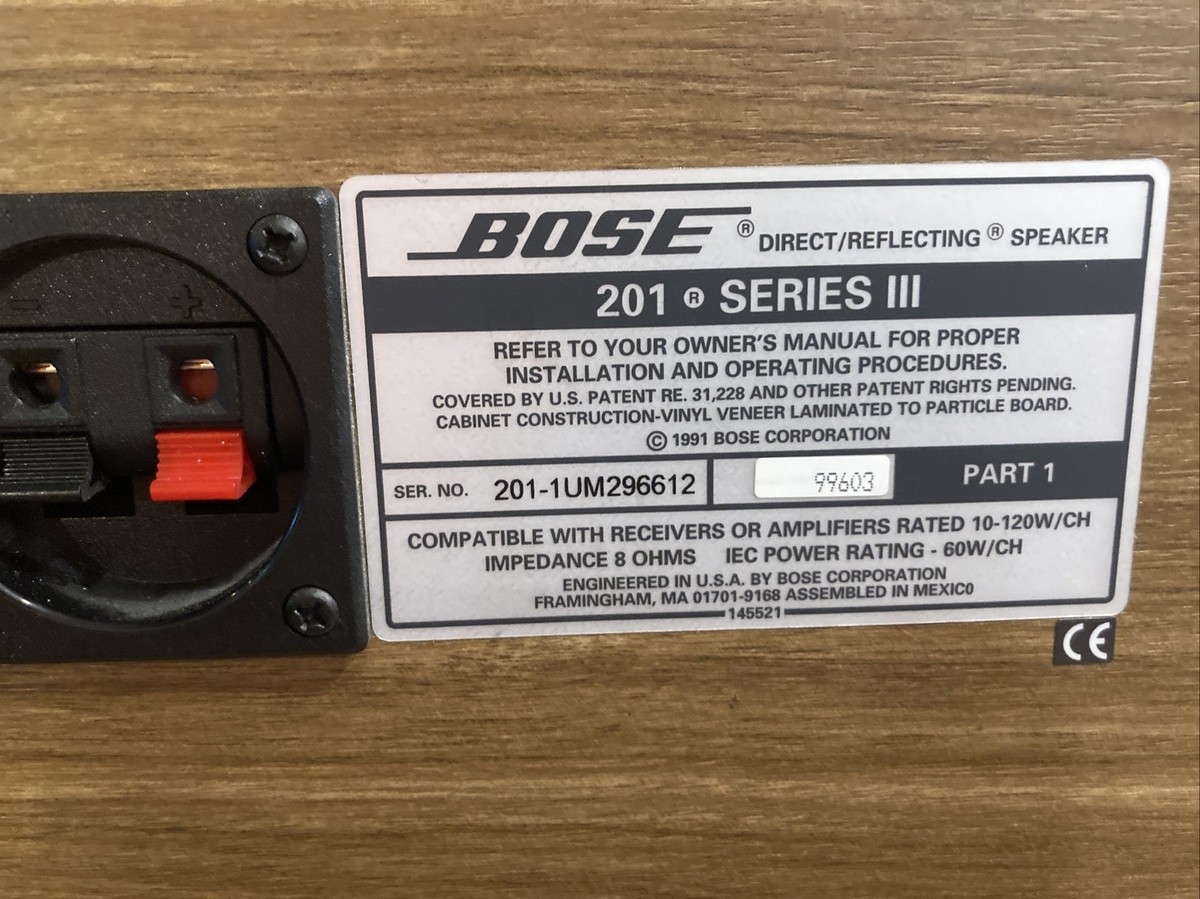 - +
BOSE ® DIRECT/REFLECTING ® SPEAKER
201 ® SERIES III
REFER TO YOUR OWNER'S MANUAL FOR PROPER
INSTALLATION AND OPERATING PROCEDURES.
COVERED BY U.S. PATENT RE. 31,228 AND OTHER PATENT RIGHTS PENDING.
CABINET CONSTRUCTION-VINYL VENEER LAMINATED TO PARTICLE BOARD.
© 1991 BOSE CORPORATION
SER. NO. 201-1UM296612 99603 PART 1
COMPATIBLE WITH RECEIVERS OR AMPLIFIERS RATED 10-120W/CH
IMPEDANCE 8 OHMS IEC POWER RATING - 60W/CH
ENGINEERED IN U.S.A. BY BOSE CORPORATION
FRAMINGHAM, MA 01701-9168 ASSEMBLED IN MEXICO
145521
CE